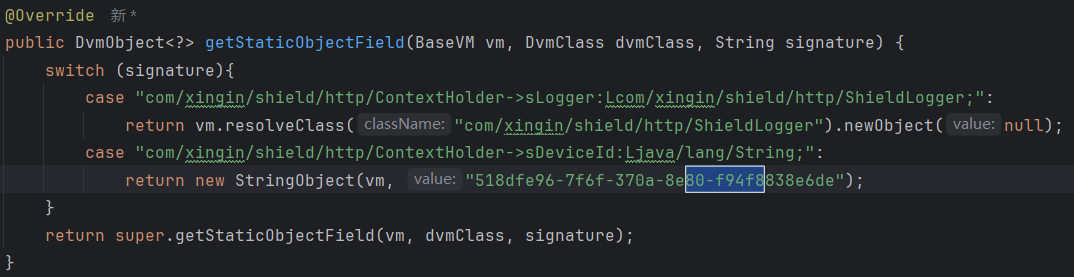 @Override 新 *
public DvmObject<?> getStaticObjectField(BaseVM vm, DvmClass dvmClass, String signature) {
switch (signature){
case "com/xingin/shield/http/ContextHolder->sLogger:Lcom/xingin/shield/http/ShieldLogger;":
return vm.resolveClass( className: "com/xingin/shield/http/ShieldLogger").newObject( value: null);
case "com/xingin/shield/http/ContextHolder->sDeviceId:Ljava/lang/String;":
return new StringObject(vm, value: "518dfe96-7f6f-370a-8e80-f94f8838e6de");
}
return super.getStaticObjectField(vm, dvmClass, signature);
}